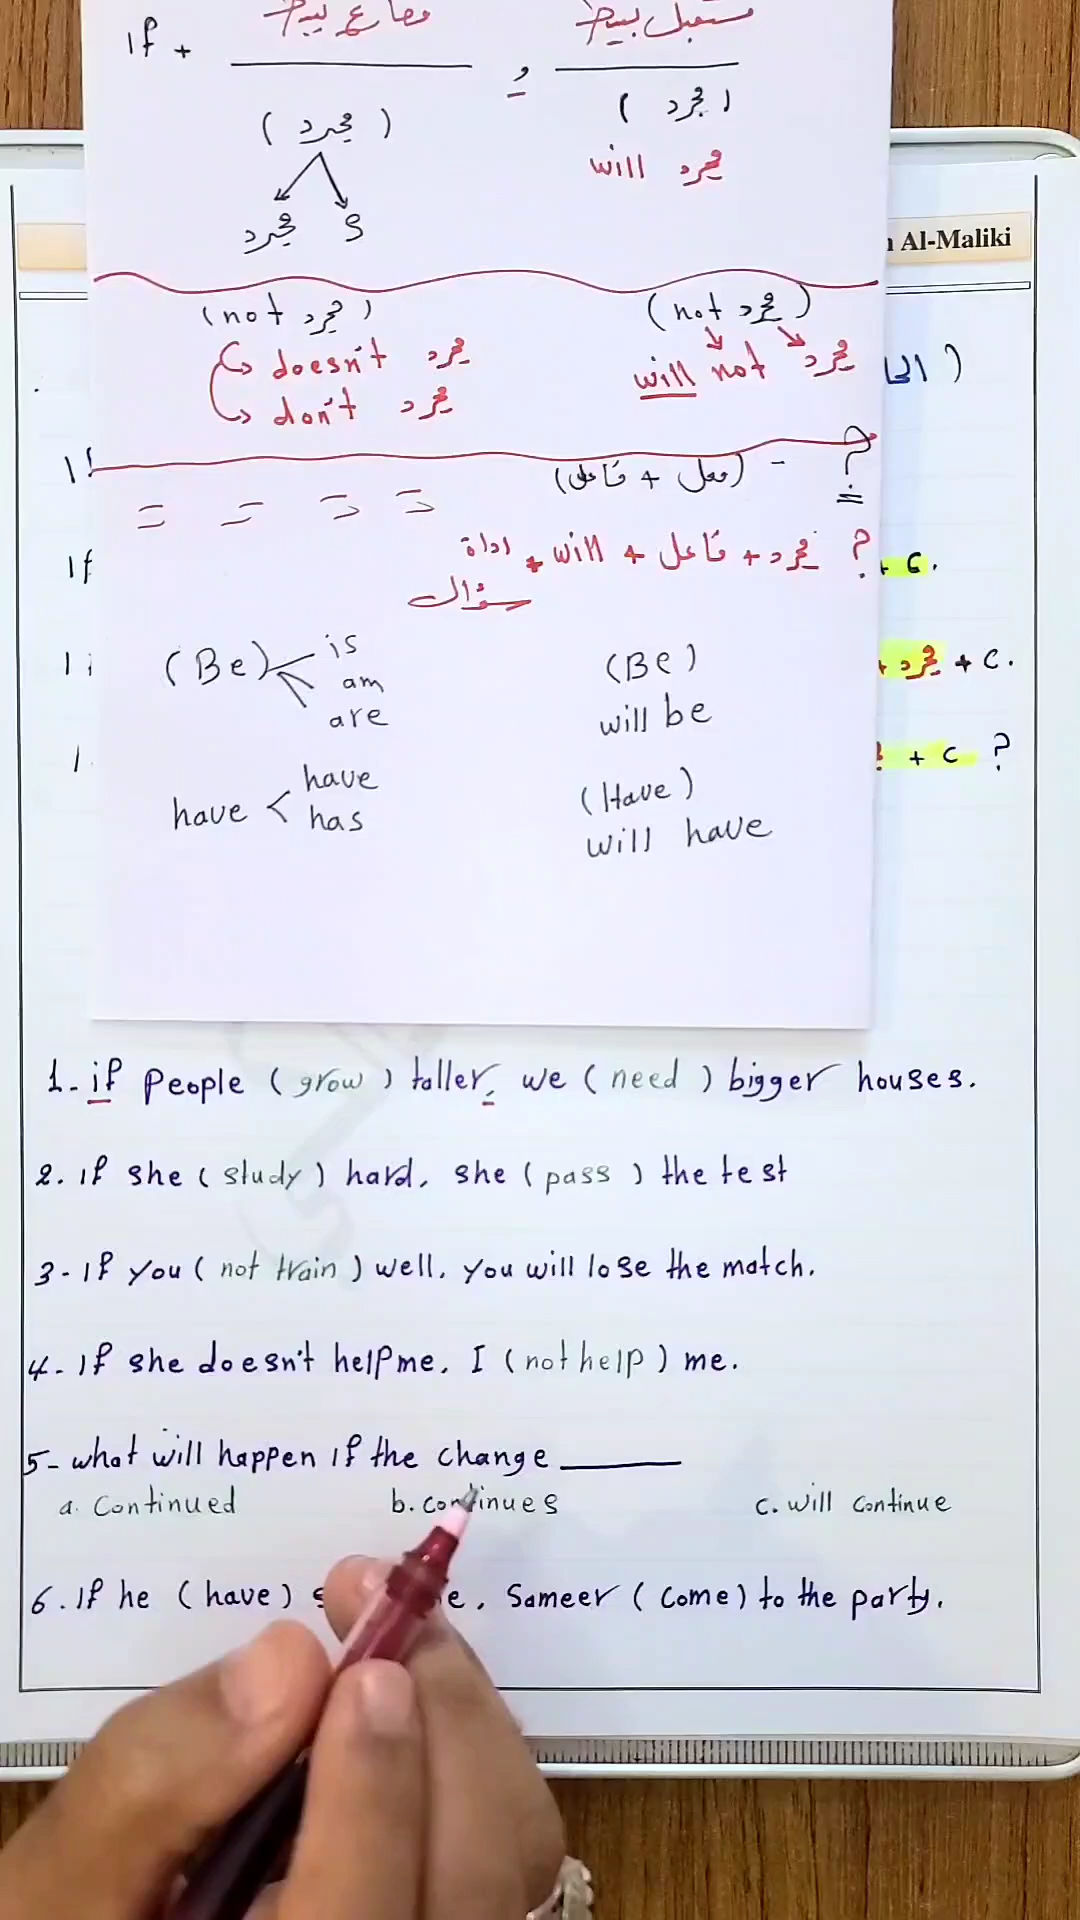 If + مضارع بسيط , مستقبل بسيط
(مجرد) (مجرد)
will مجرد
مجرد s
Al-Maliki
(not مجرد) (not مجرد)
doesn't مجرد will not مجرد
don't مجرد
(فعل + فاعل) - ?
اداة سؤال + will + فاعل + مجرد ?
If + c.
(Be) is am are (Be)
will be
+ مجرد + c.
+ c ?
have have has (Have)
will have
1- if people (grow) taller, we (need) bigger houses.
2. If she (study) hard, she (pass) the test
3- If you (not train) well, you will lose the match.
4- If she doesn't help me, I (not help) me.
5- what will happen if the change ______
a. continued b. continues c. will continue
6. If he (have) Sameer (come) to the party.